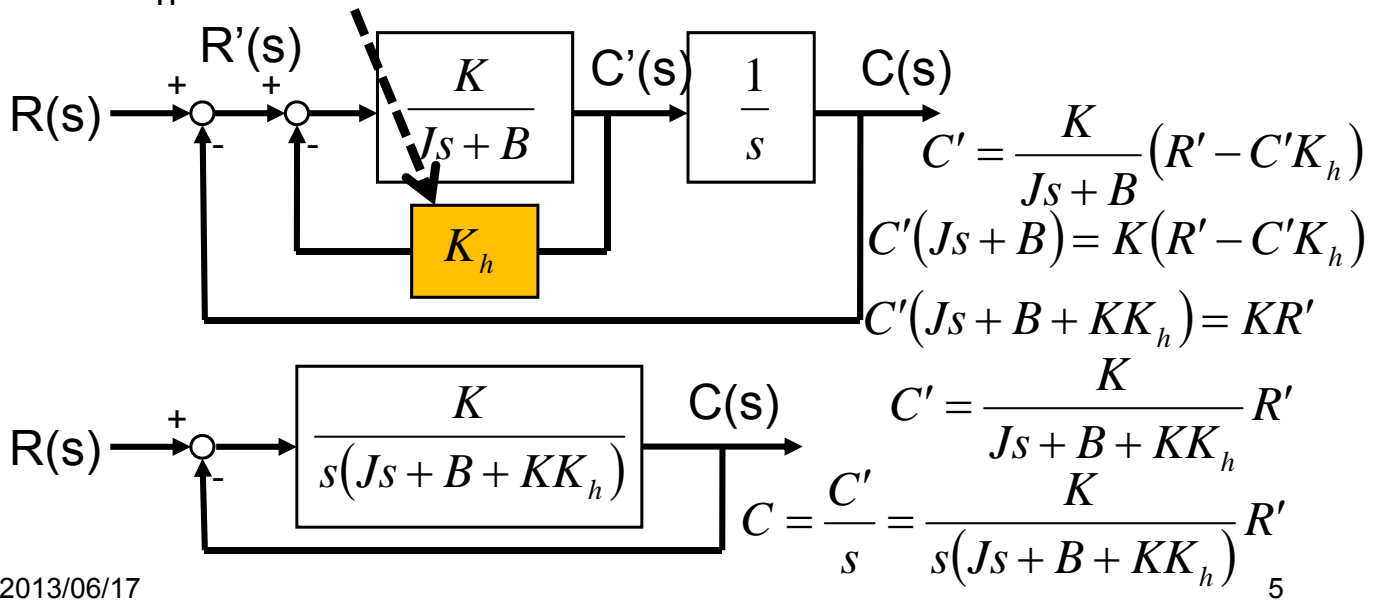 R'(s)
K
Js + B
C'(s)
1
s
C(s)
R(s)
+
+
-
-
K_h
C' = K/(Js + B) (R' − C'K_h)
C'(Js + B) = K(R' − C'K_h)
C'(Js + B + KK_h) = KR'
C' = K/(Js + B + KK_h) R'
R(s)
+
-
K
s(Js + B + KK_h)
C(s)
C = C'/s = K/(s(Js + B + KK_h)) R'
2013/06/17
5